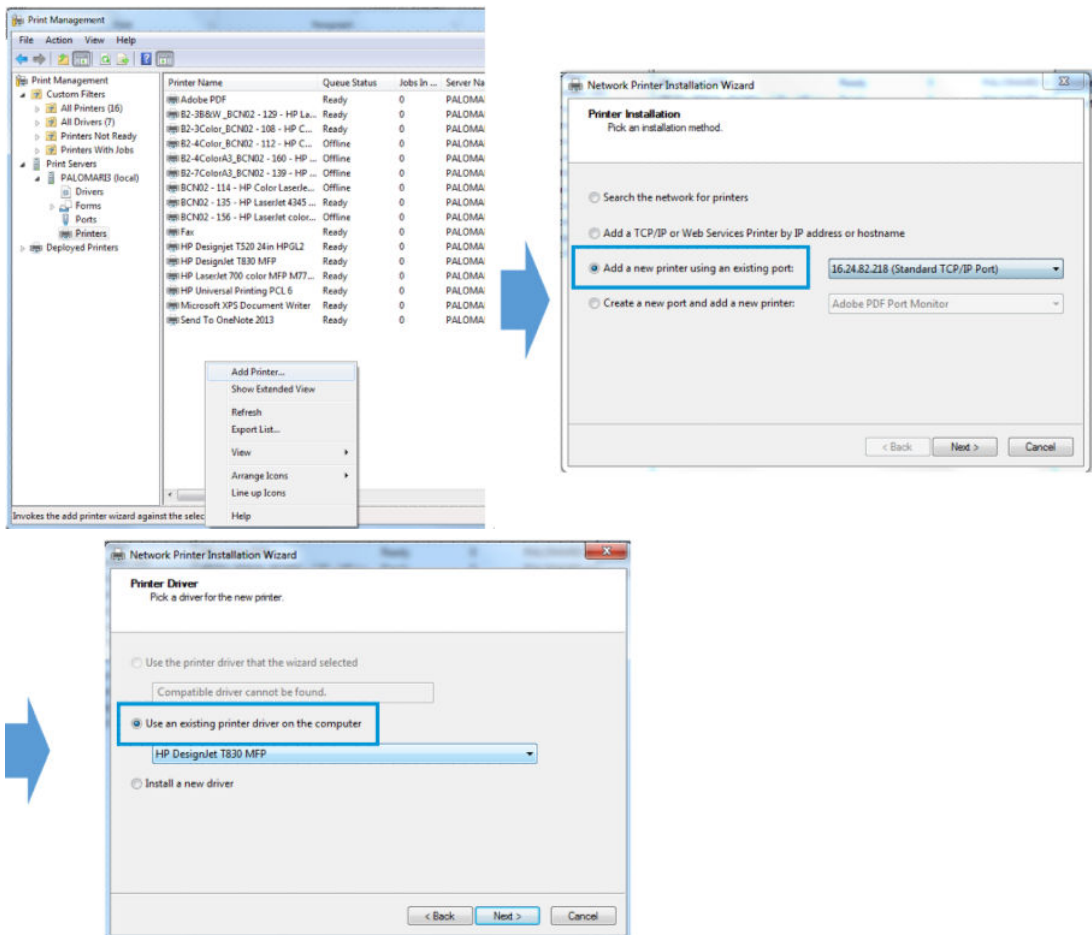 Print Management
File Action View Help
Print Management
Custom Filters
All Printers (16)
All Drivers (7)
Printers Not Ready
Printers With Jobs
Print Servers
PALOMARI3 (local)
Drivers
Forms
Ports
Printers
Deployed Printers
Printer Name Queue Status Jobs In ... Server Na
Adobe PDF Ready 0 PALOMA
B2-3B&W_BCN02 - 129 - HP La... Ready 0 PALOMA
B2-3Color_BCN02 - 108 - HP C... Ready 0 PALOMA
B2-4Color_BCN02 - 112 - HP C... Offline 0 PALOMA
B2-4ColorA3_BCN02 - 160 - HP ... Offline 0 PALOMA
B2-7ColorA3_BCN02 - 139 - HP ... Offline 0 PALOMA
BCN02 - 114 - HP Color LaserJe... Offline 0 PALOMA
BCN02 - 135 - HP LaserJet 4345 ... Ready 0 PALOMA
BCN02 - 156 - HP LaserJet color... Offline 0 PALOMA
Fax Ready 0 PALOMA
HP Designjet T520 24in HPGL2 Ready 0 PALOMA
HP DesignJet T830 MFP Ready 0 PALOMA
HP LaserJet 700 color MFP M77... Ready 0 PALOMA
HP Universal Printing PCL 6 Ready 0 PALOMA
Microsoft XPS Document Writer Ready 0 PALOMA
Send To OneNote 2013 Ready 0 PALOMA
Add Printer...
Show Extended View
Refresh
Export List...
View
Arrange Icons
Line up Icons
Help
Invokes the add printer wizard against the selec
Network Printer Installation Wizard
Printer Installation
Pick an installation method.
Search the network for printers
Add a TCP/IP or Web Services Printer by IP address or hostname
Add a new printer using an existing port: 16.24.82.218 (Standard TCP/IP Port)
Create a new port and add a new printer: Adobe PDF Port Monitor
< Back Next > Cancel
Network Printer Installation Wizard
Printer Driver
Pick a driver for the new printer.
Use the printer driver that the wizard selected
Compatible driver cannot be found.
Use an existing printer driver on the computer
HP DesignJet T830 MFP
Install a new driver
< Back Next > Cancel